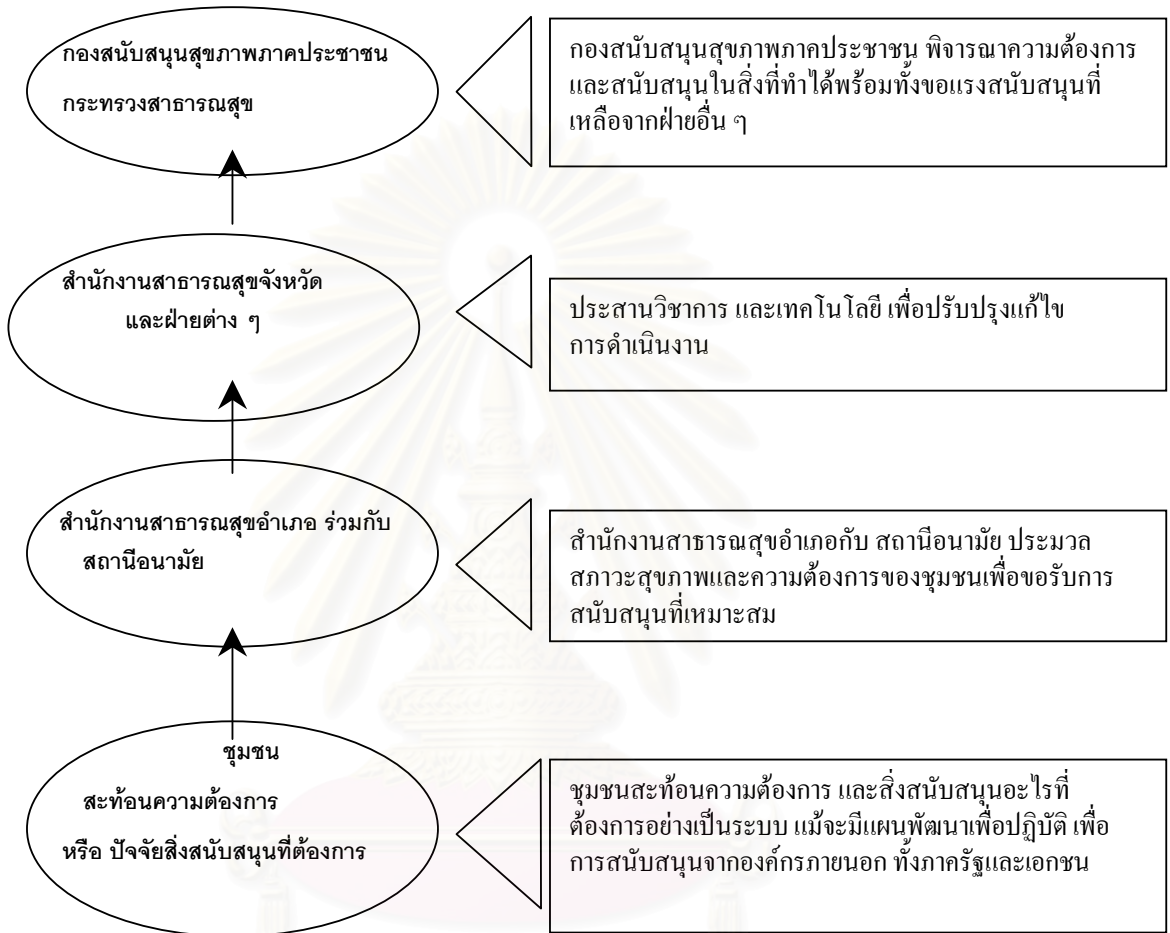 กองสนับสนุนสุขภาพภาคประชาชน
กระทรวงสาธารณสุข
กองสนับสนุนสุขภาพภาคประชาชน พิจารณาความต้องการ
และสนับสนุนในสิ่งที่ทำได้พร้อมทั้งขอแรงสนับสนุนที่
เหลือจากฝ่ายอื่น ๆ
สำนักงานสาธารณสุขจังหวัด
และฝ่ายต่าง ๆ
ประสานวิชาการ และเทคโนโลยี เพื่อปรับปรุงแก้ไข
การดำเนินงาน
สำนักงานสาธารณสุขอำเภอ ร่วมกับ
สถานีอนามัย
สำนักงานสาธารณสุขอำเภอกับ สถานีอนามัย ประมวล
สภาวะสุขภาพและความต้องการของชุมชนเพื่อขอรับการ
สนับสนุนที่เหมาะสม
ชุมชน
สะท้อนความต้องการ
หรือ ปัจจัยสิ่งสนับสนุนที่ต้องการ
ชุมชนสะท้อนความต้องการ และสิ่งสนับสนุนอะไรที่
ต้องการอย่างเป็นระบบ แม้จะมีแผนพัฒนาเพื่อปฏิบัติ เพื่อ
การสนับสนุนจากองค์กรภายนอก ทั้งภาครัฐและเอกชน